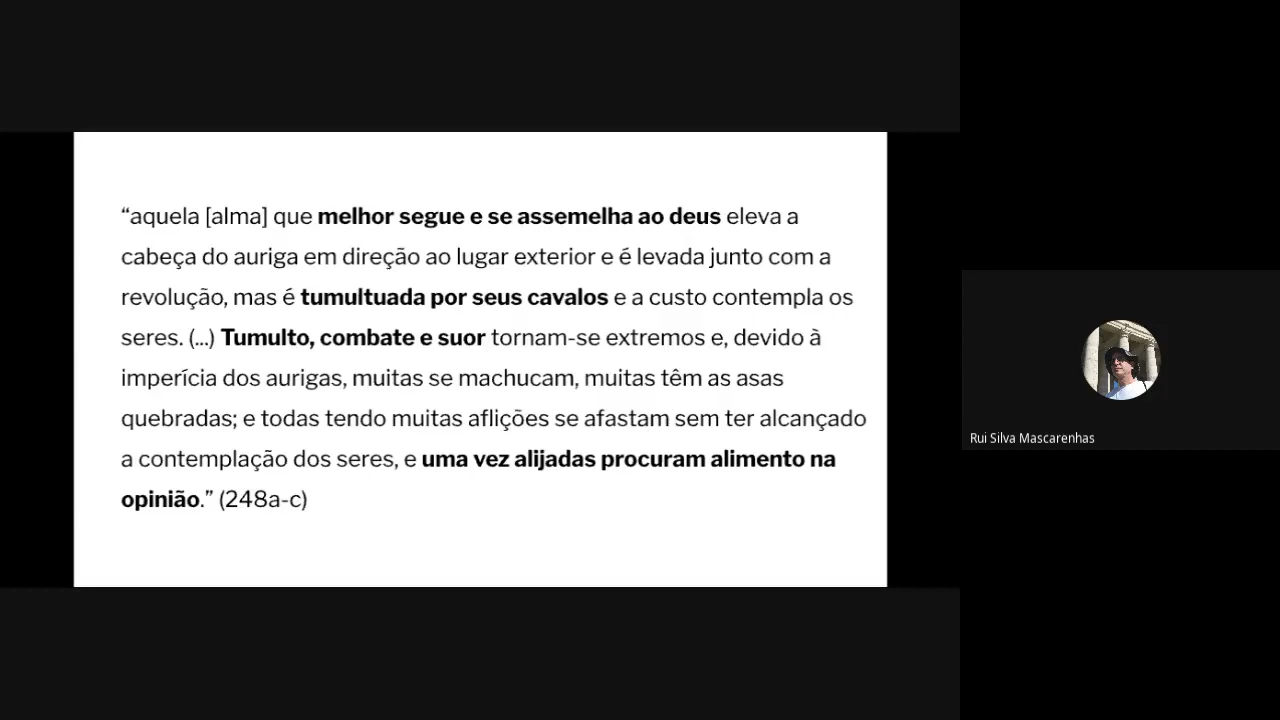 “aquela [alma] que melhor segue e se assemelha ao deus eleva a
cabeça do auriga em direção ao lugar exterior e é levada junto com a
revolução, mas é tumultuada por seus cavalos e a custo contempla os
seres. (...) Tumulto, combate e suor tornam-se extremos e, devido à
imperícia dos aurigas, muitas se machucam, muitas têm as asas
quebradas; e todas tendo muitas aflições se afastam sem ter alcançado
a contemplação dos seres, e uma vez alijadas procuram alimento na
opinião.” (248a-c)
Rui Silva Mascarenhas